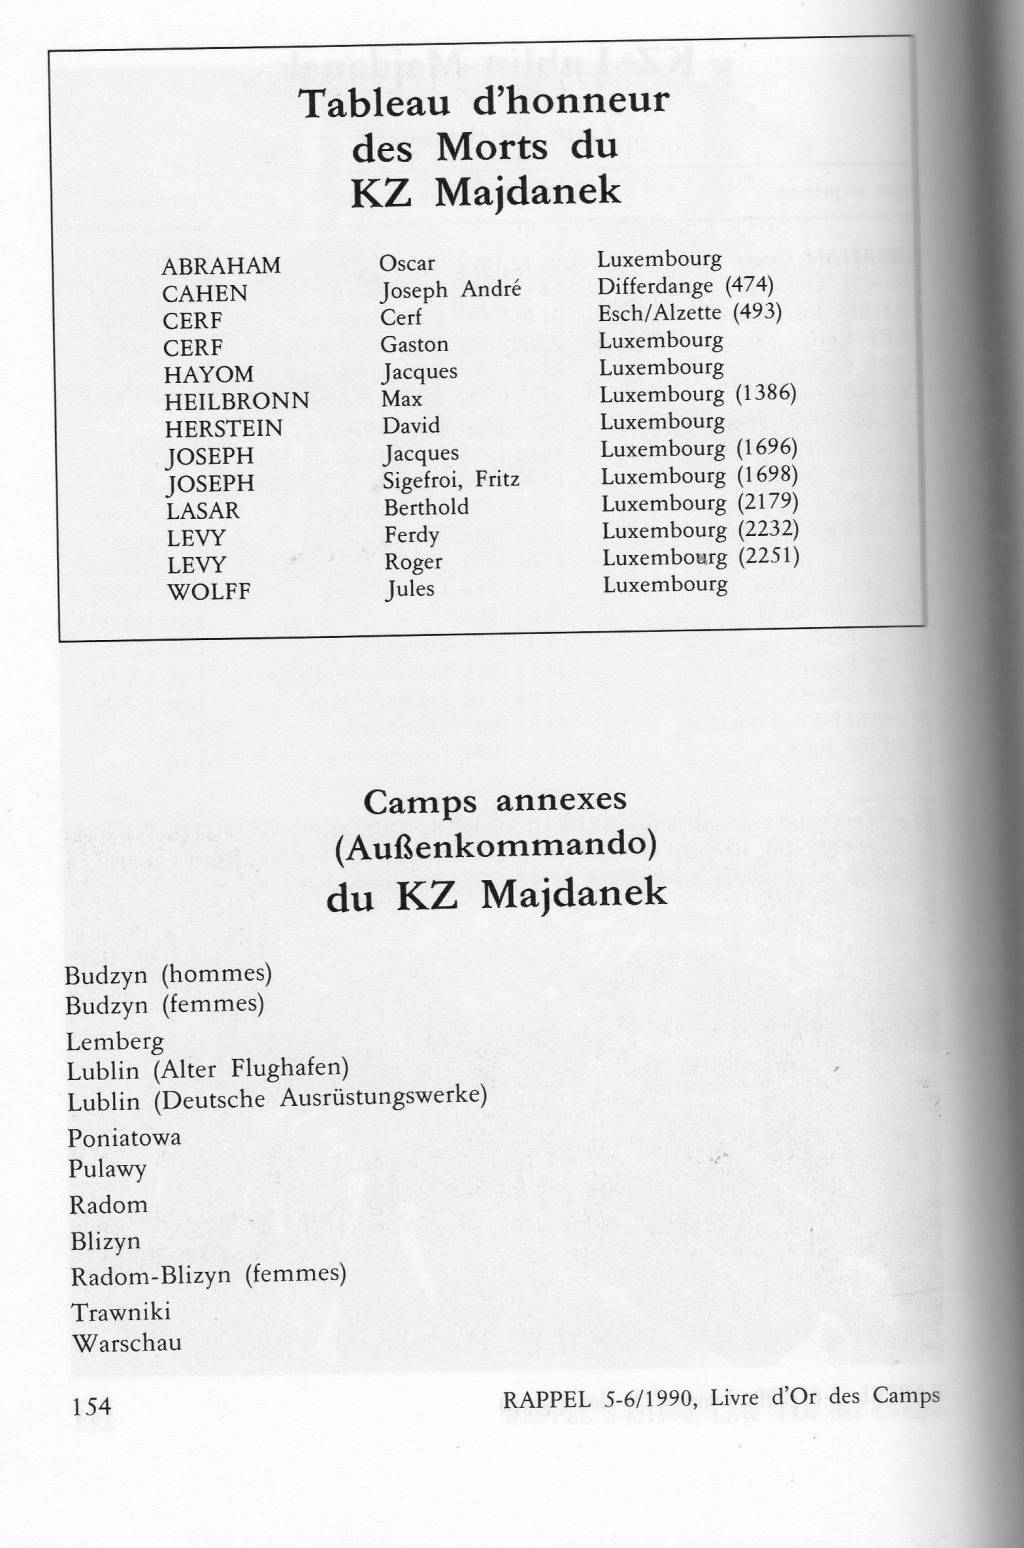 Tableau d'honneur
des Morts du
KZ Majdanek
ABRAHAM Oscar Luxembourg
CAHEN Joseph André Differdange (474)
CERF Cerf Esch/Alzette (493)
CERF Gaston Luxembourg
HAYOM Jacques Luxembourg
HEILBRONN Max Luxembourg (1386)
HERSTEIN David Luxembourg
JOSEPH Jacques Luxembourg (1696)
JOSEPH Sigefroi, Fritz Luxembourg (1698)
LASAR Berthold Luxembourg (2179)
LEVY Ferdy Luxembourg (2232)
LEVY Roger Luxembourg (2251)
WOLFF Jules Luxembourg
Camps annexes
(Außenkommando)
du KZ Majdanek
Budzyn (hommes)
Budzyn (femmes)
Lemberg
Lublin (Alter Flughafen)
Lublin (Deutsche Ausrüstungswerke)
Poniatowa
Pulawy
Radom
Blizyn
Radom-Blizyn (femmes)
Trawniki
Warschau
154 RAPPEL 5-6/1990, Livre d'Or des Camps